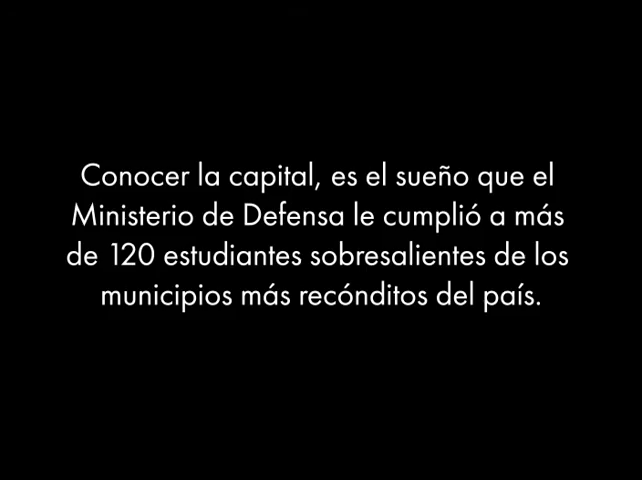 Conocer la capital, es el sueño que el
Ministerio de Defensa le cumplió a más
de 120 estudiantes sobresalientes de los
municipios más recónditos del país.